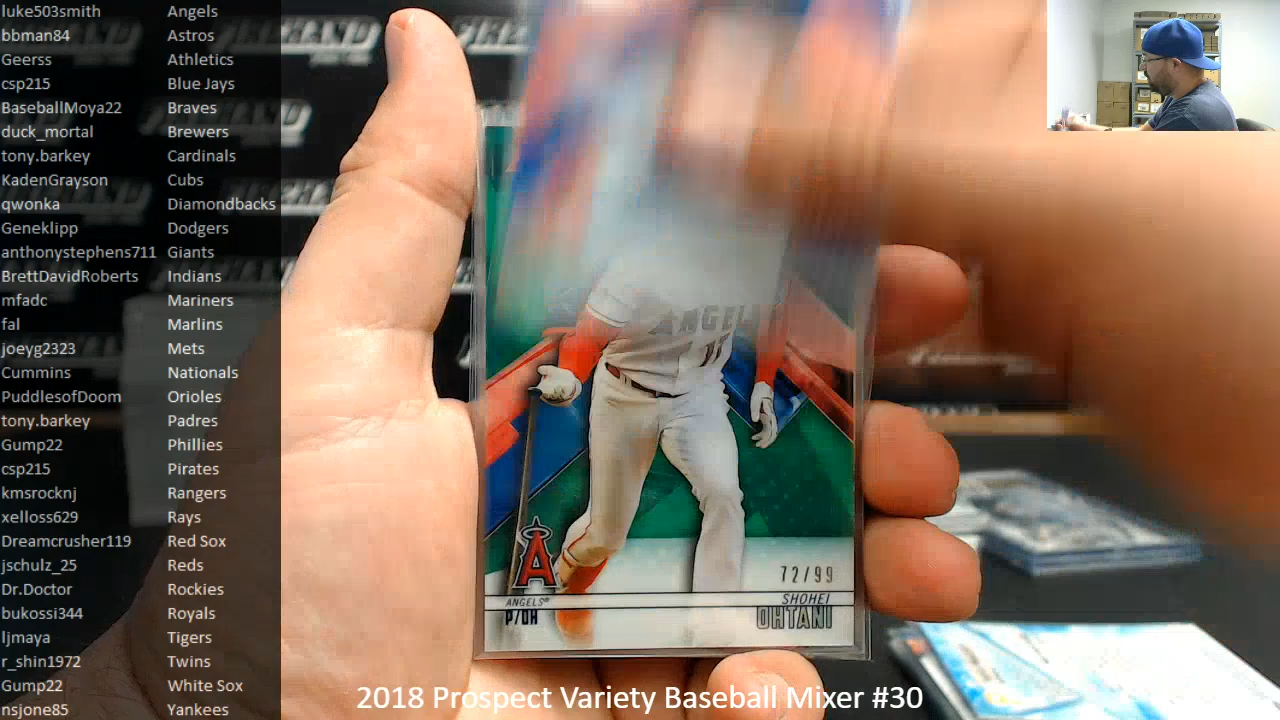 luke503smith Angels
bbman84 Astros
Geerss Athletics
csp215 Blue Jays
BaseballMoya22 Braves
duck_mortal Brewers
tony.barkey Cardinals
KadenGrayson Cubs
qwonka Diamondbacks
Geneklipp Dodgers
anthonystephens711 Giants
BrettDavidRoberts Indians
mfadc Mariners
fal Marlins
joeyg2323 Mets
Cummins Nationals
PuddlesofDoom Orioles
tony.barkey Padres
Gump22 Phillies
csp215 Pirates
kmsrocknj Rangers
xelloss629 Rays
Dreamcrusher119 Red Sox
jschulz_25 Reds
Dr.Doctor Rockies
bukossi344 Royals
ljmaya Tigers
r_shin1972 Twins
Gump22 White Sox
nsjone85 Yankees
ANGEL
17
72/99
A
ANGELS®
P/DH
SHOHEI
OHTANI
2018 Prospect Variety Baseball Mixer #30